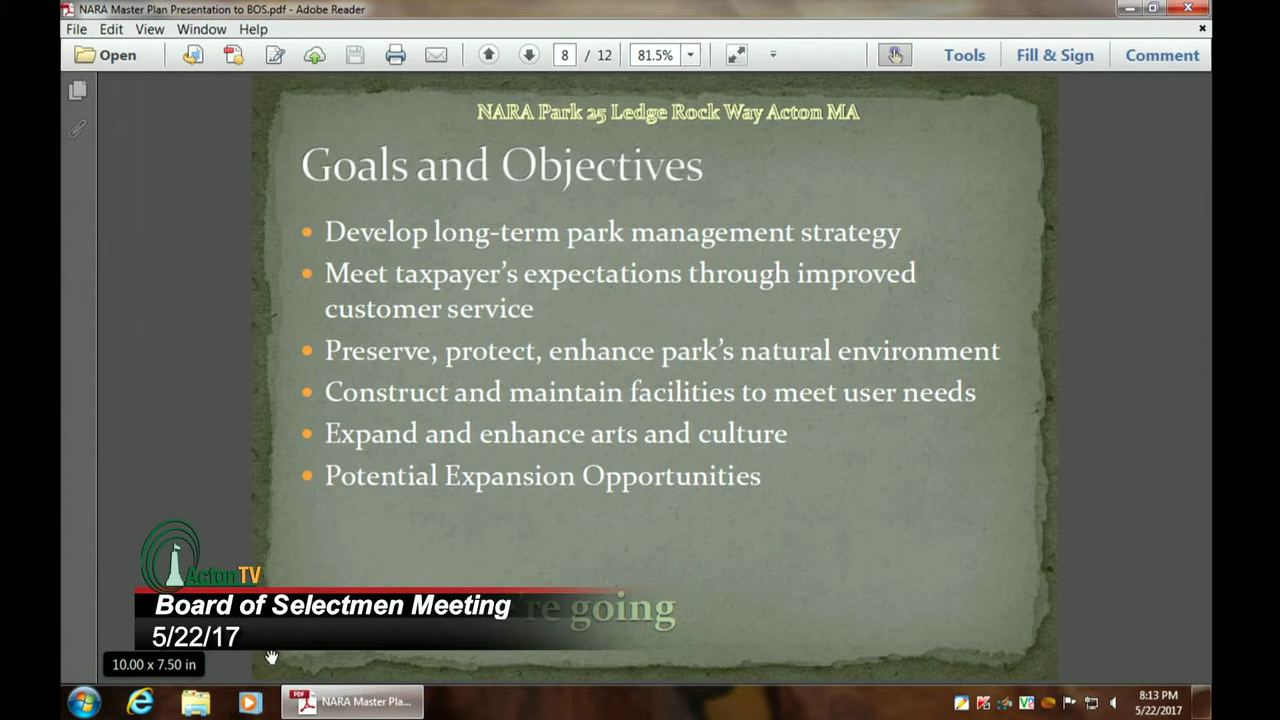 NARA Master Plan Presentation to BOS.pdf - Adobe Reader
File Edit View Window Help
Open 8 / 12 81.5% Tools Fill & Sign Comment
NARA Park 25 Ledge Rock Way Acton MA
Goals and Objectives
• Develop long-term park management strategy
• Meet taxpayer's expectations through improved
customer service
• Preserve, protect, enhance park's natural environment
• Construct and maintain facilities to meet user needs
• Expand and enhance arts and culture
• Potential Expansion Opportunities
ActonTV
Board of Selectmen Meeting
're going
5/22/17
10.00 x 7.50 in
NARA Master Pla...
8:13 PM
5/22/2017